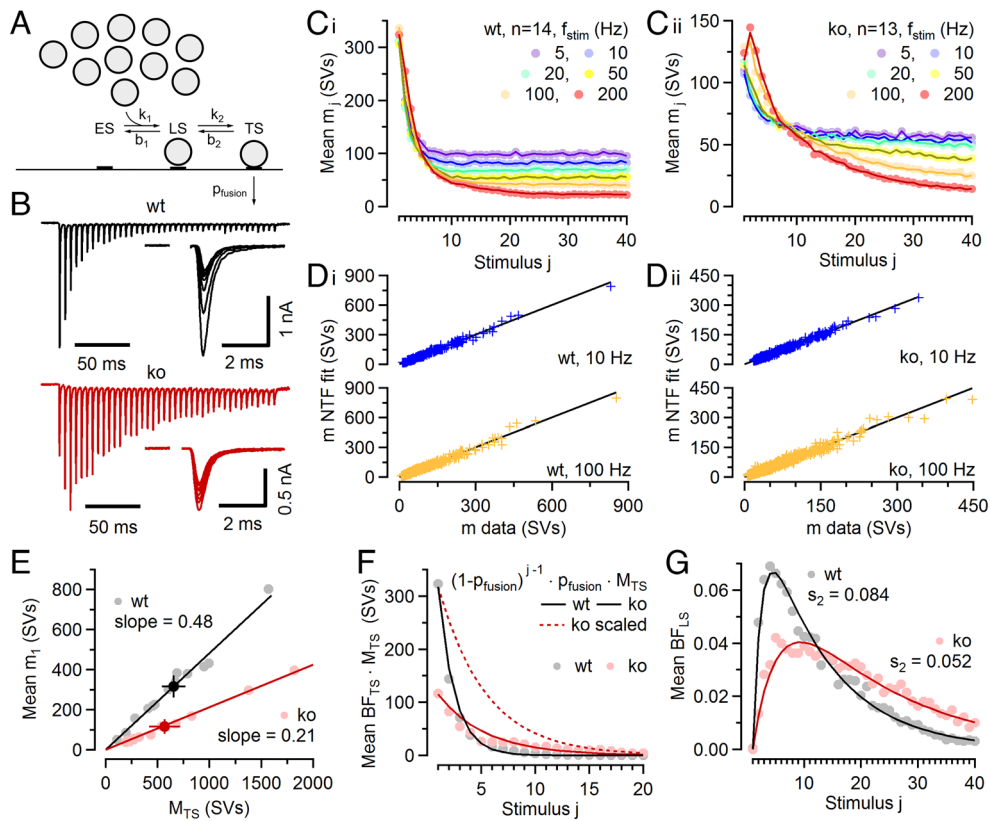 A
k1 k2
ES LS TS
b1 b2
pfusion
B
wt
1 nA
50 ms 2 ms
ko
0.5 nA
50 ms 2 ms
Ci
wt, n=14, fstim (Hz)
5, 10
20, 50
100, 200
Mean mj (SVs)
300
200
100
0
10 20 30 40
Stimulus j
Cii
ko, n=13, fstim (Hz)
5, 10
20, 50
100, 200
Mean mj (SVs)
150
100
50
0
10 20 30 40
Stimulus j
Di
m NTF fit (SVs)
900
600
300
0
wt, 10 Hz
900
600
300
0
wt, 100 Hz
0 300 600 900
m data (SVs)
Dii
m NTF fit (SVs)
450
300
150
0
ko, 10 Hz
450
300
150
0
ko, 100 Hz
0 150 300 450
m data (SVs)
E
Mean m1 (SVs)
800
600
400
200
0
wt
slope = 0.48
ko
slope = 0.21
0 500 1000 1500 2000
MTS (SVs)
F
(1-pfusion)j-1 · pfusion · MTS
wt ko
ko scaled
wt ko
Mean BFTS · MTS (SVs)
300
200
100
0
5 10 15 20
Stimulus j
G
wt
s2 = 0.084
ko
s2 = 0.052
Mean BFLS
0.06
0.04
0.02
0.00
10 20 30 40
Stimulus j